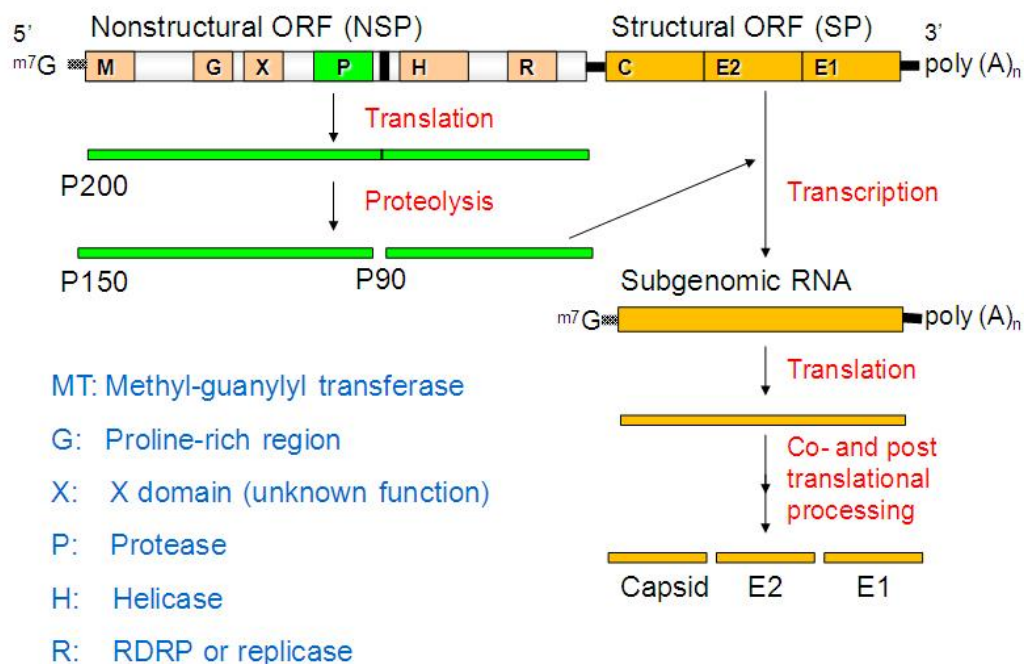 Nonstructural ORF (NSP) Structural ORF (SP)
5’ 3’
m7G M G X P H R C E2 E1 poly (A)n
Translation
P200
Proteolysis
Transcription
P150 P90
Subgenomic RNA
m7G poly (A)n
Translation
Co- and post
translational
processing
Capsid E2 E1
MT: Methyl-guanylyl transferase
G: Proline-rich region
X: X domain (unknown function)
P: Protease
H: Helicase
R: RDRP or replicase